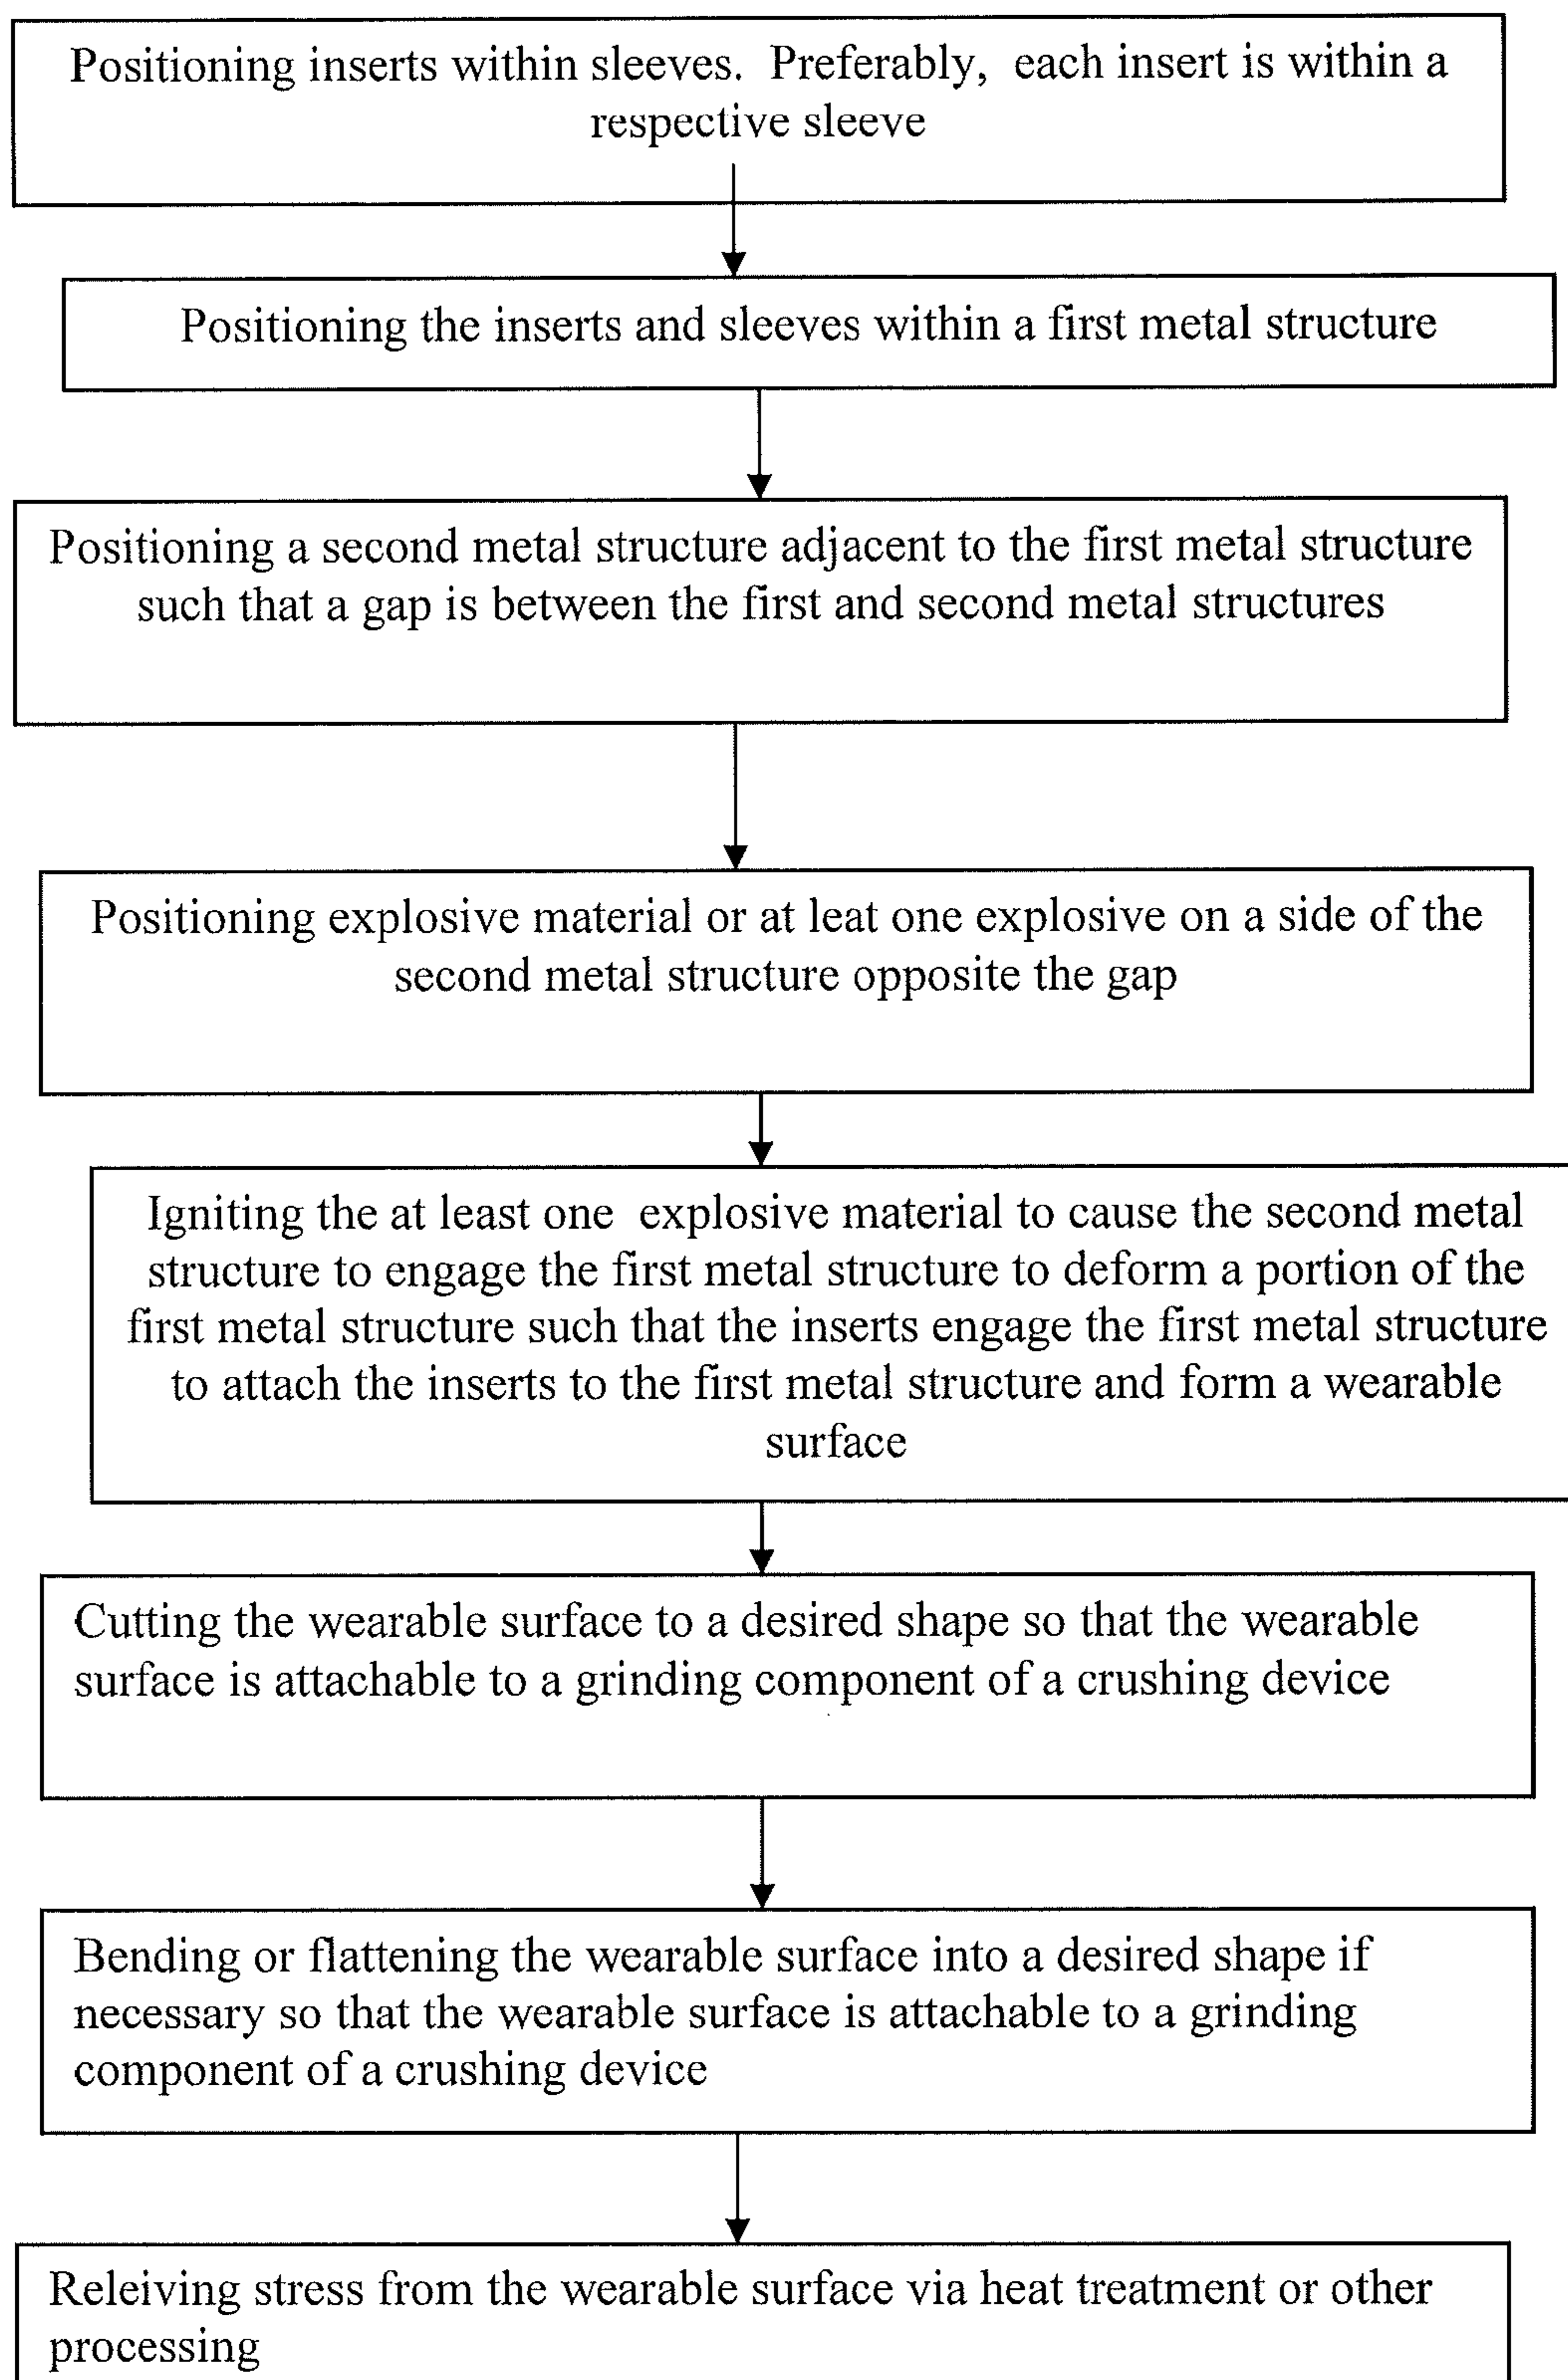 Positioning inserts within sleeves. Preferably, each insert is within a
respective sleeve
Positioning the inserts and sleeves within a first metal structure
Positioning a second metal structure adjacent to the first metal structure
such that a gap is between the first and second metal structures
Positioning explosive material or at leat one explosive on a side of the
second metal structure opposite the gap
Igniting the at least one explosive material to cause the second metal
structure to engage the first metal structure to deform a portion of the
first metal structure such that the inserts engage the first metal structure
to attach the inserts to the first metal structure and form a wearable
surface
Cutting the wearable surface to a desired shape so that the wearable
surface is attachable to a grinding component of a crushing device
Bending or flattening the wearable surface into a desired shape if
necessary so that the wearable surface is attachable to a grinding
component of a crushing device
Releiving stress from the wearable surface via heat treatment or other
processing